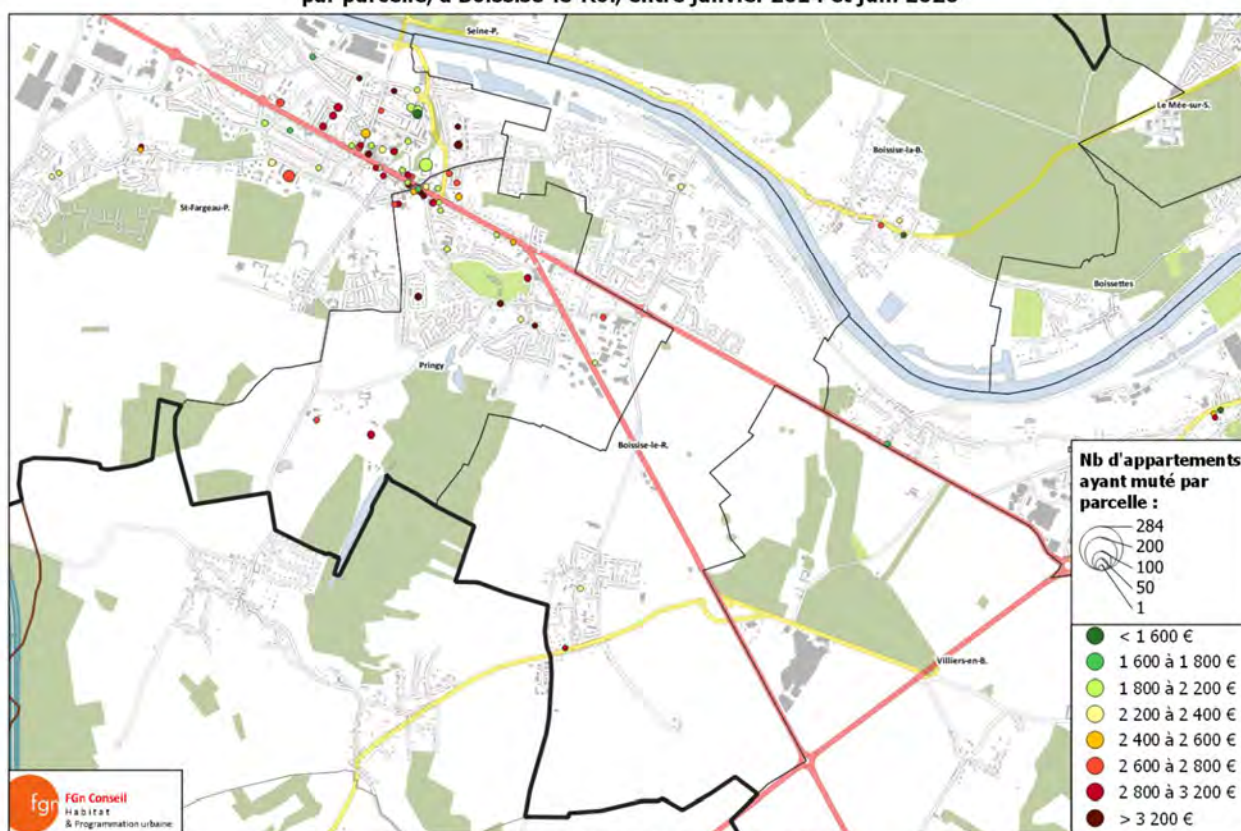 par parcelle, à Boissise-le-Roi, entre janvier 2014 et juin 2020
Seine-P.
Le Mée-sur-S.
Boissise-la-B.
St-Fargeau-P.
Boissettes
Pringy
Boissise-le-R.
Villiers-en-B.
Nb d'appartements
ayant muté par
parcelle :
284
200
100
50
1
< 1 600 €
1 600 à 1 800 €
1 800 à 2 200 €
2 200 à 2 400 €
2 400 à 2 600 €
2 600 à 2 800 €
2 800 à 3 200 €
> 3 200 €
fgn
FGn Conseil
Habitat
& Programmation urbaine